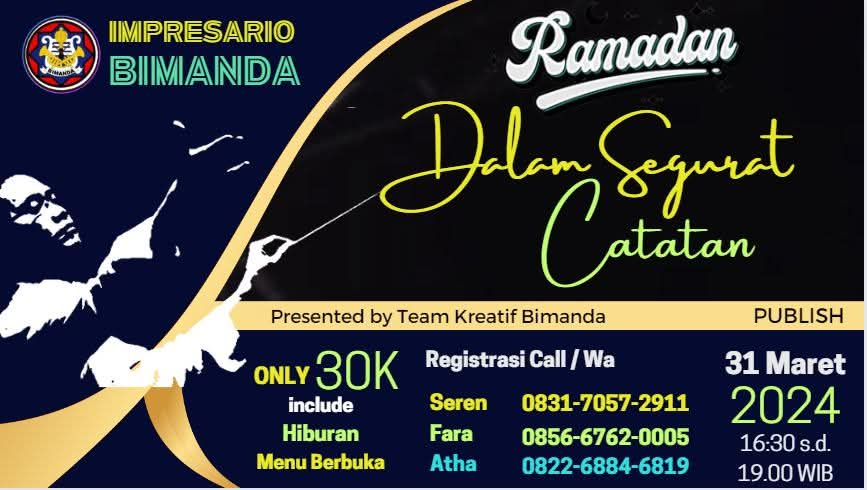 IMPRESARIO
BIMANDA
BIMANDA
Ramadan
Dalam Segurat
Catatan
Presented by Team Kreatif Bimanda
PUBLISH
ONLY 30K
include
Hiburan
Menu Berbuka
Registrasi Call / Wa
Seren 0831-7057-2911
Fara 0856-6762-0005
Atha 0822-6884-6819
31 Maret
2024
16:30 s.d.
19.00 WIB